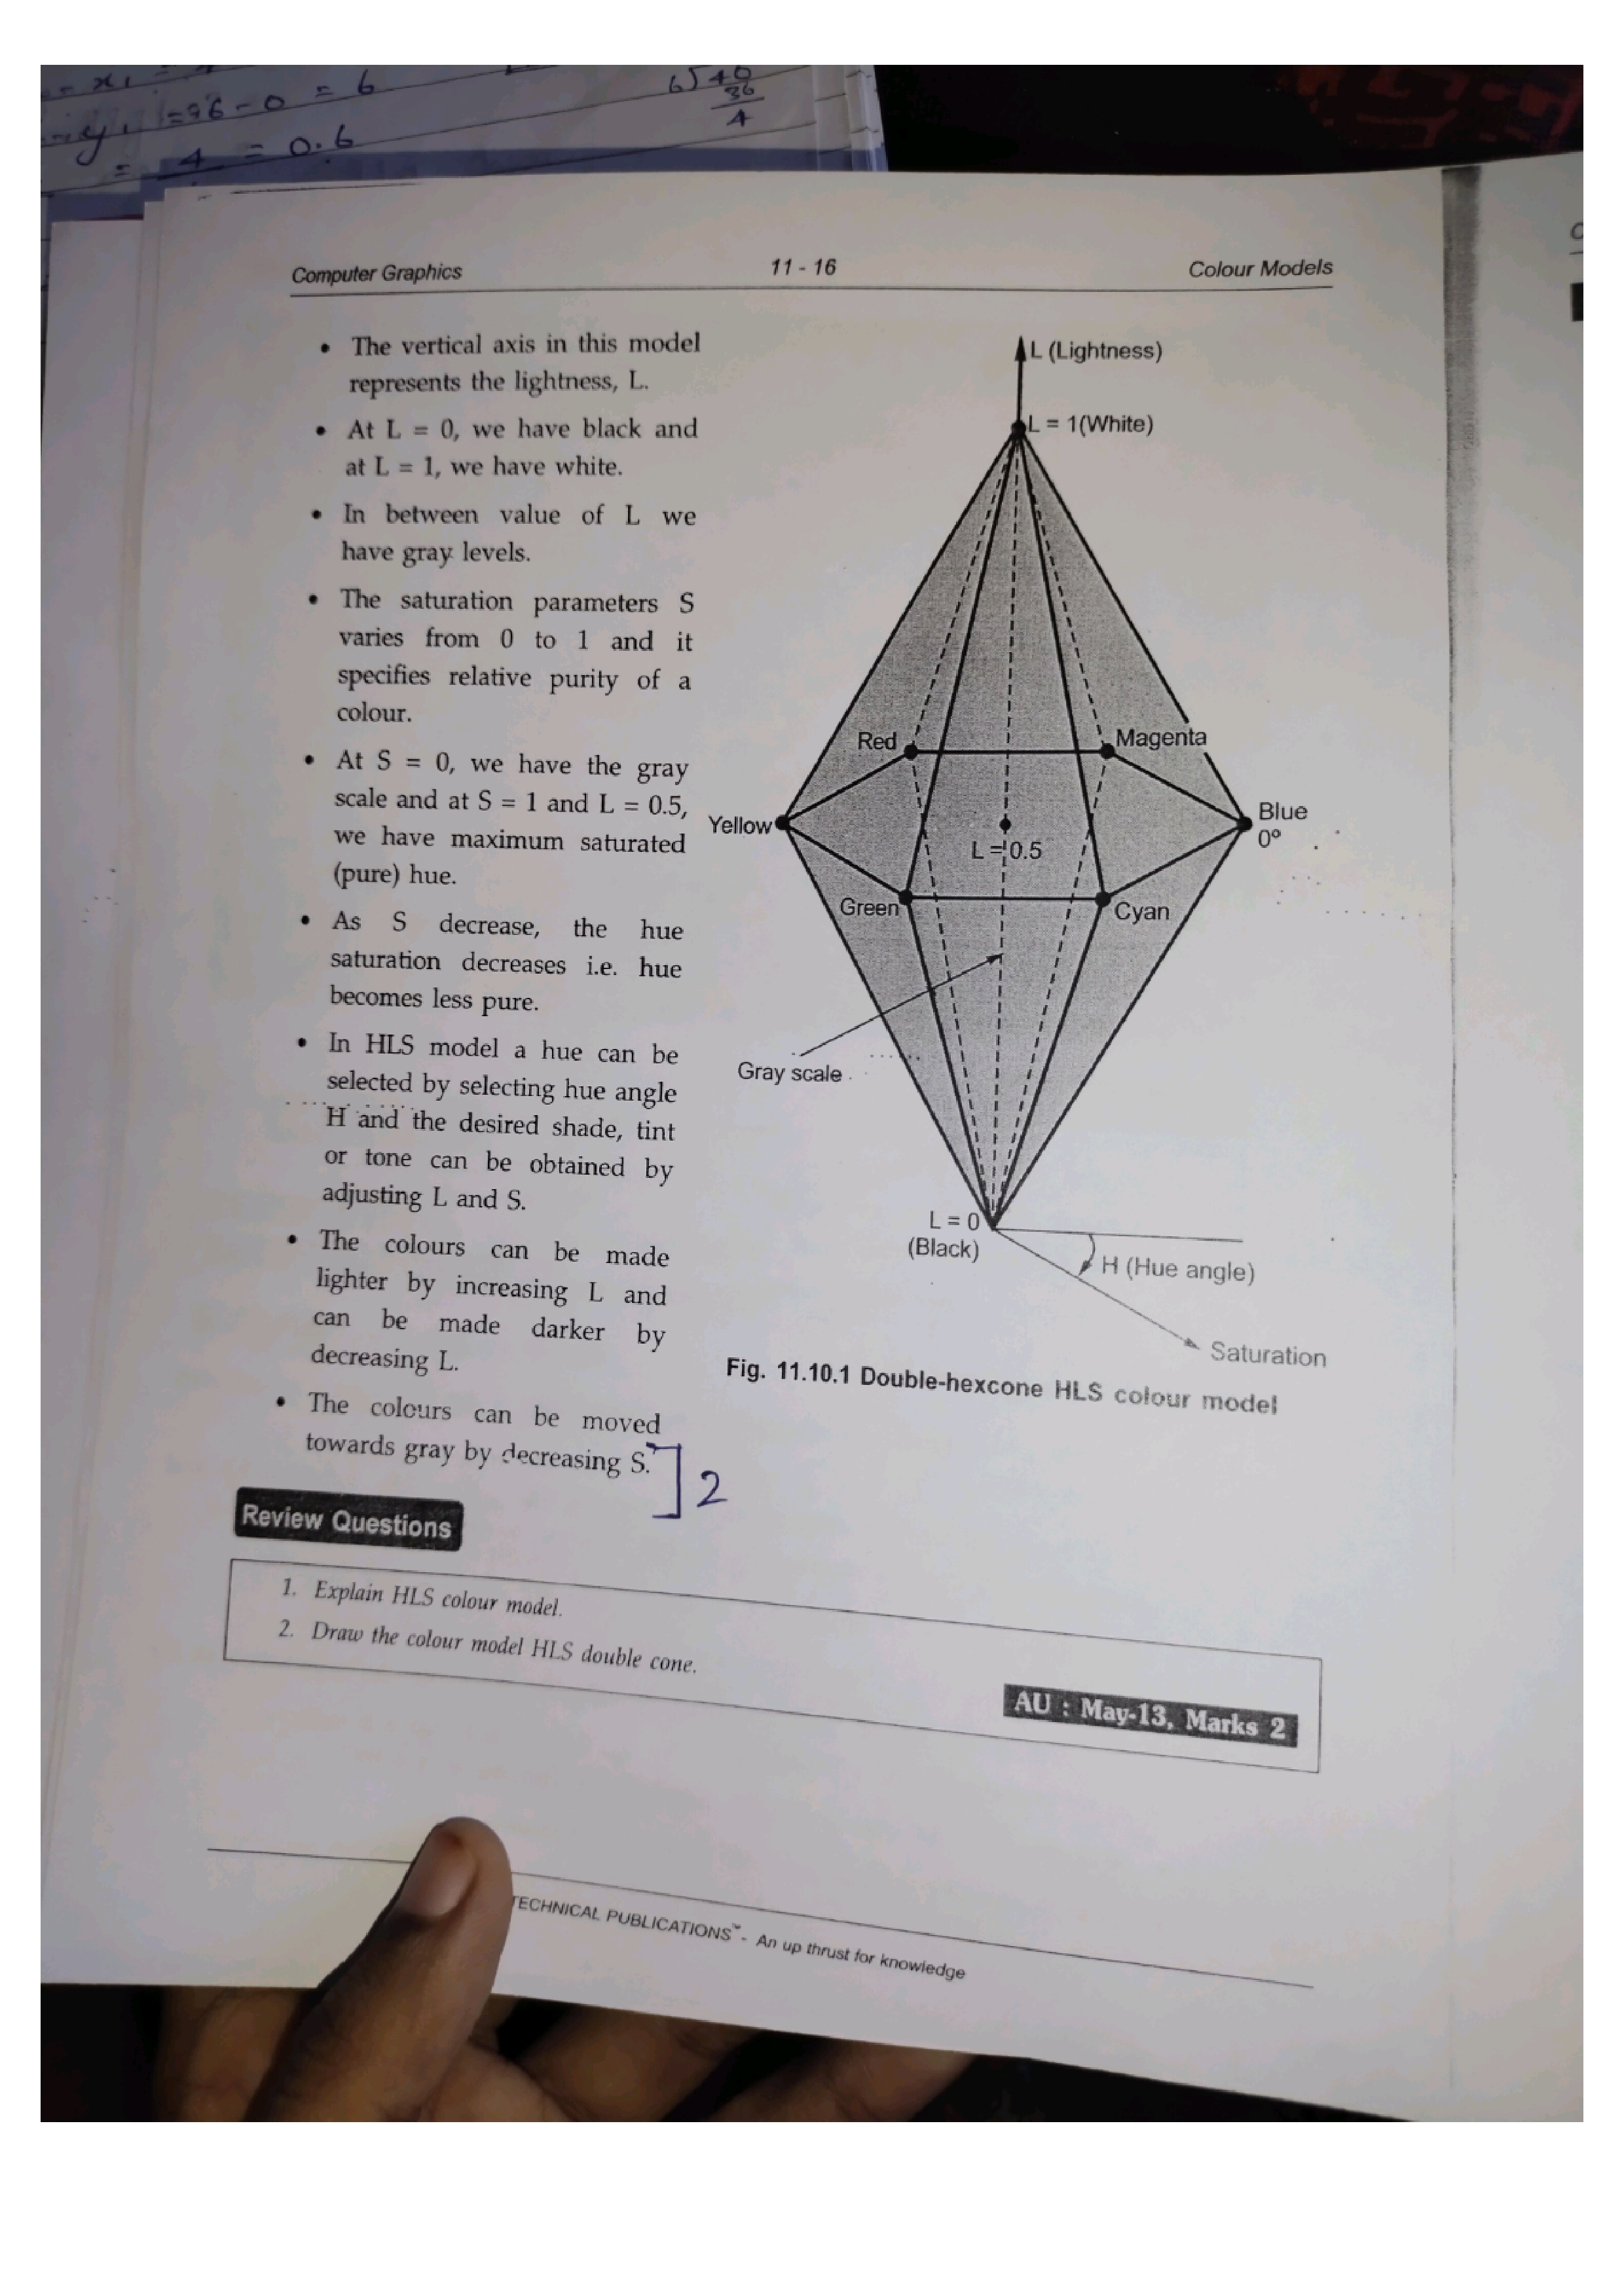 = 96 - 0 = 6
6) 40
36
4
= 4 = 0.6
Computer Graphics 11 - 16 Colour Models
• The vertical axis in this model
represents the lightness, L.
• At L = 0, we have black and
at L = 1, we have white.
• In between value of L we
have gray levels.
• The saturation parameters S
varies from 0 to 1 and it
specifies relative purity of a
colour.
• At S = 0, we have the gray
scale and at S = 1 and L = 0.5,
we have maximum saturated
(pure) hue.
• As S decrease, the hue
saturation decreases i.e. hue
becomes less pure.
• In HLS model a hue can be
selected by selecting hue angle
H and the desired shade, tint
or tone can be obtained by
adjusting L and S.
• The colours can be made
lighter by increasing L and
can be made darker by
decreasing L.
• The colours can be moved
towards gray by decreasing S.
2
L (Lightness)
L = 1(White)
Red
Magenta
Yellow
Blue
0º
L = 0.5
Green
Cyan
Gray scale
L = 0
(Black)
H (Hue angle)
Saturation
Fig. 11.10.1 Double-hexcone HLS colour model
Review Questions
1. Explain HLS colour model.
2. Draw the colour model HLS double cone.
AU : May-13, Marks 2
TECHNICAL PUBLICATIONS™ - An up thrust for knowledge